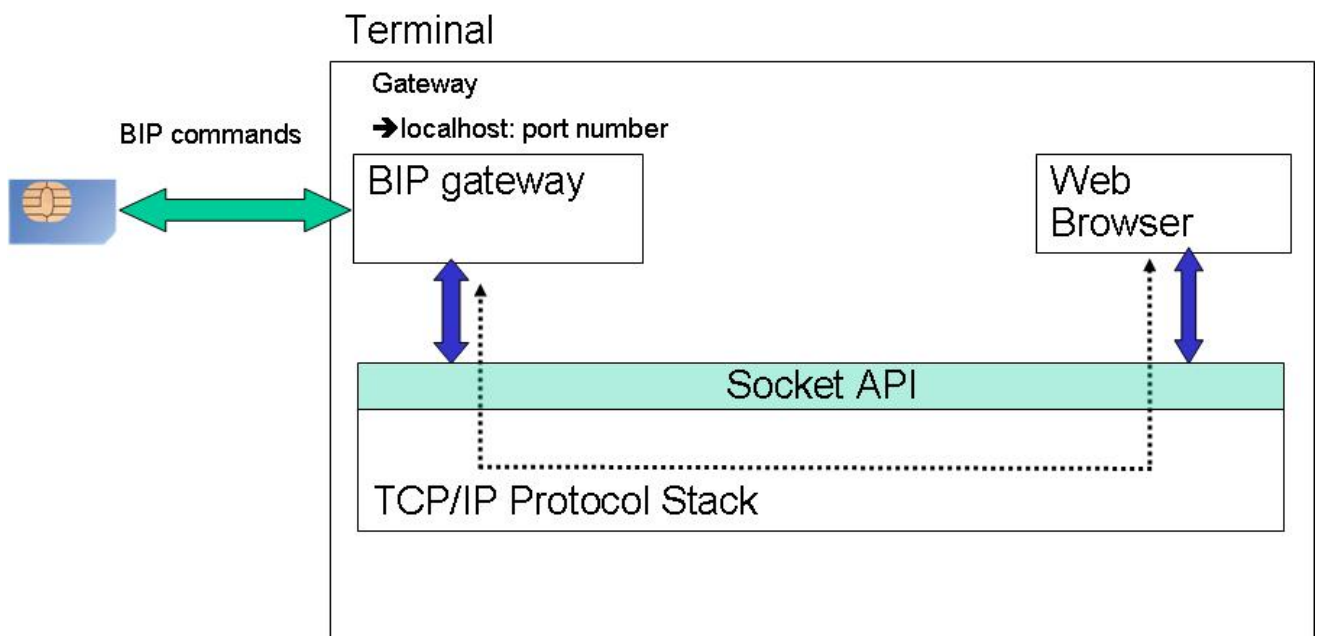 Terminal
Gateway
➔localhost: port number
BIP commands
BIP gateway
Web
Browser
Socket API
TCP/IP Protocol Stack